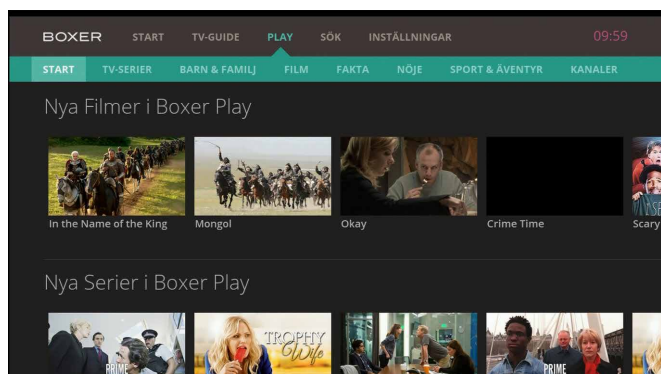 BOXER START TV-GUIDE PLAY SÖK INSTÄLLNINGAR 09:59
START TV-SERIER BARN & FAMILJ FILM FAKTA NÖJE SPORT & ÄVENTYR KANALER
Nya Filmer i Boxer Play
In the Name of the King Mongol Okay Crime Time Scary
Nya Serier i Boxer Play
TROPHY
Wife
PRIME PRIME